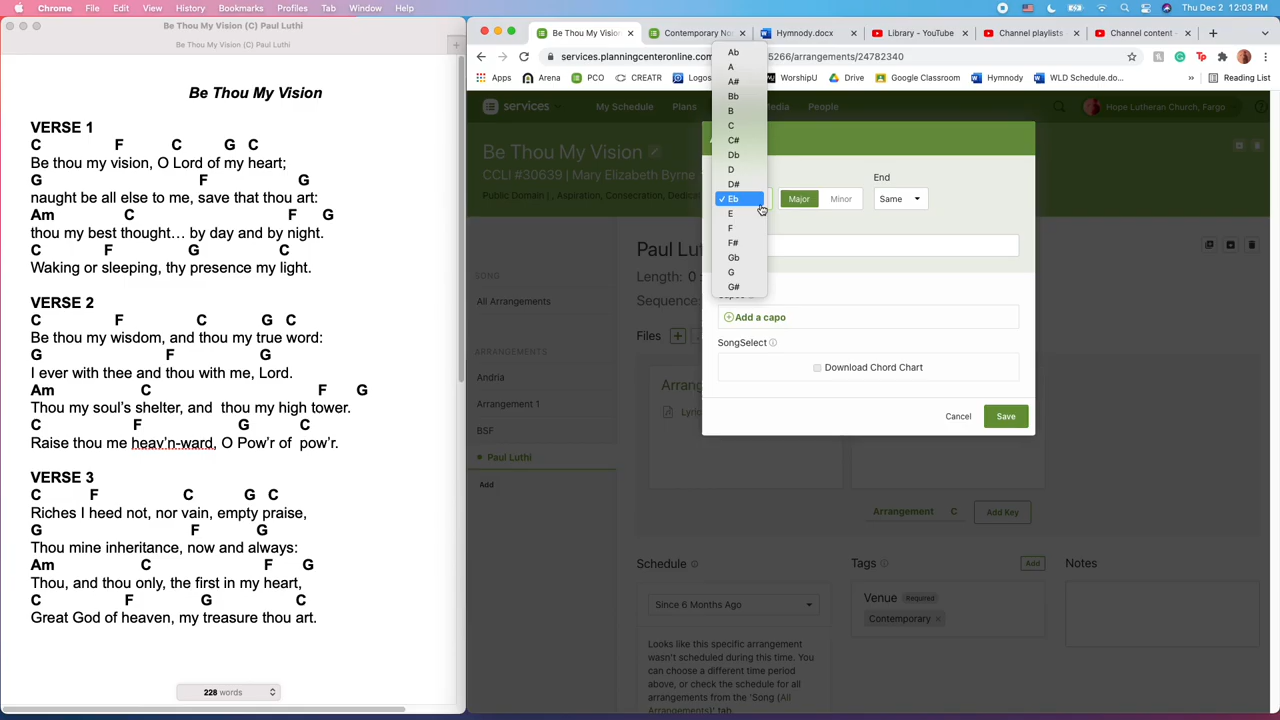 Chrome File Edit View History Bookmarks Profiles Tab Window Help
Thu Dec 2 12:03 PM
Be Thou My Vision (C) Paul Luthi
Be Thou My Vision (C) Paul Luthi
Be Thou My Vision
VERSE 1
C F C G C
Be thou my vision, O Lord of my heart;
G F G
naught be all else to me, save that thou art:
Am C F G
thou my best thought… by day and by night.
C F G C
Waking or sleeping, thy presence my light.
VERSE 2
C F C G C
Be thou my wisdom, and thou my true word:
G F G
I ever with thee and thou with me, Lord.
Am C F G
Thou my soul's shelter, and thou my high tower.
C F G C
Raise thou me heav'n-ward, O Pow'r of pow'r.
VERSE 3
C F C G C
Riches I heed not, nor vain, empty praise,
G F G
Thou mine inheritance, now and always:
Am C F G
Thou, and thou only, the first in my heart,
C F G C
Great God of heaven, my treasure thou art.
228 words
Be Thou My Vision
Contemporary No
Hymnody.docx
Library - YouTube
Channel playlists
Channel content -
services.planningcenteronline.com
5266/arrangements/24782340
Apps Arena PCO CREATR Logos WorshipU Drive Google Classroom Hymnody WLD Schedule.do... » Reading List
services My Schedule Plans edia People
Hope Lutheran Church, Fargo
Be Thou My Vision
CCLI #30639 | Mary Elizabeth Byrne
Public Domain | , Aspiration, Consecration, Dedica
SONG
All Arrangements
ARRANGEMENTS
Andria
Arrangement 1
BSF
Paul Luthi
Add
Paul Lu
Length: 0
Sequence:
Files
Arrang
Lyric
Ab
A
A#
Bb
B
C
C#
Db
D
D#
✓ Eb
E
F
F#
Gb
G
G#
Major Minor
End
Same
Add a capo
SongSelect
Download Chord Chart
Cancel Save
Arrangement C Add Key
Schedule
Since 6 Months Ago
Looks like this specific arrangement
wasn't scheduled during this time. You
can choose a different time period
above, or check the schedule for all
arrangements from the 'Song (All
Arrangements)' tab.
Tags Add
Venue Required
Contemporary ×
Notes